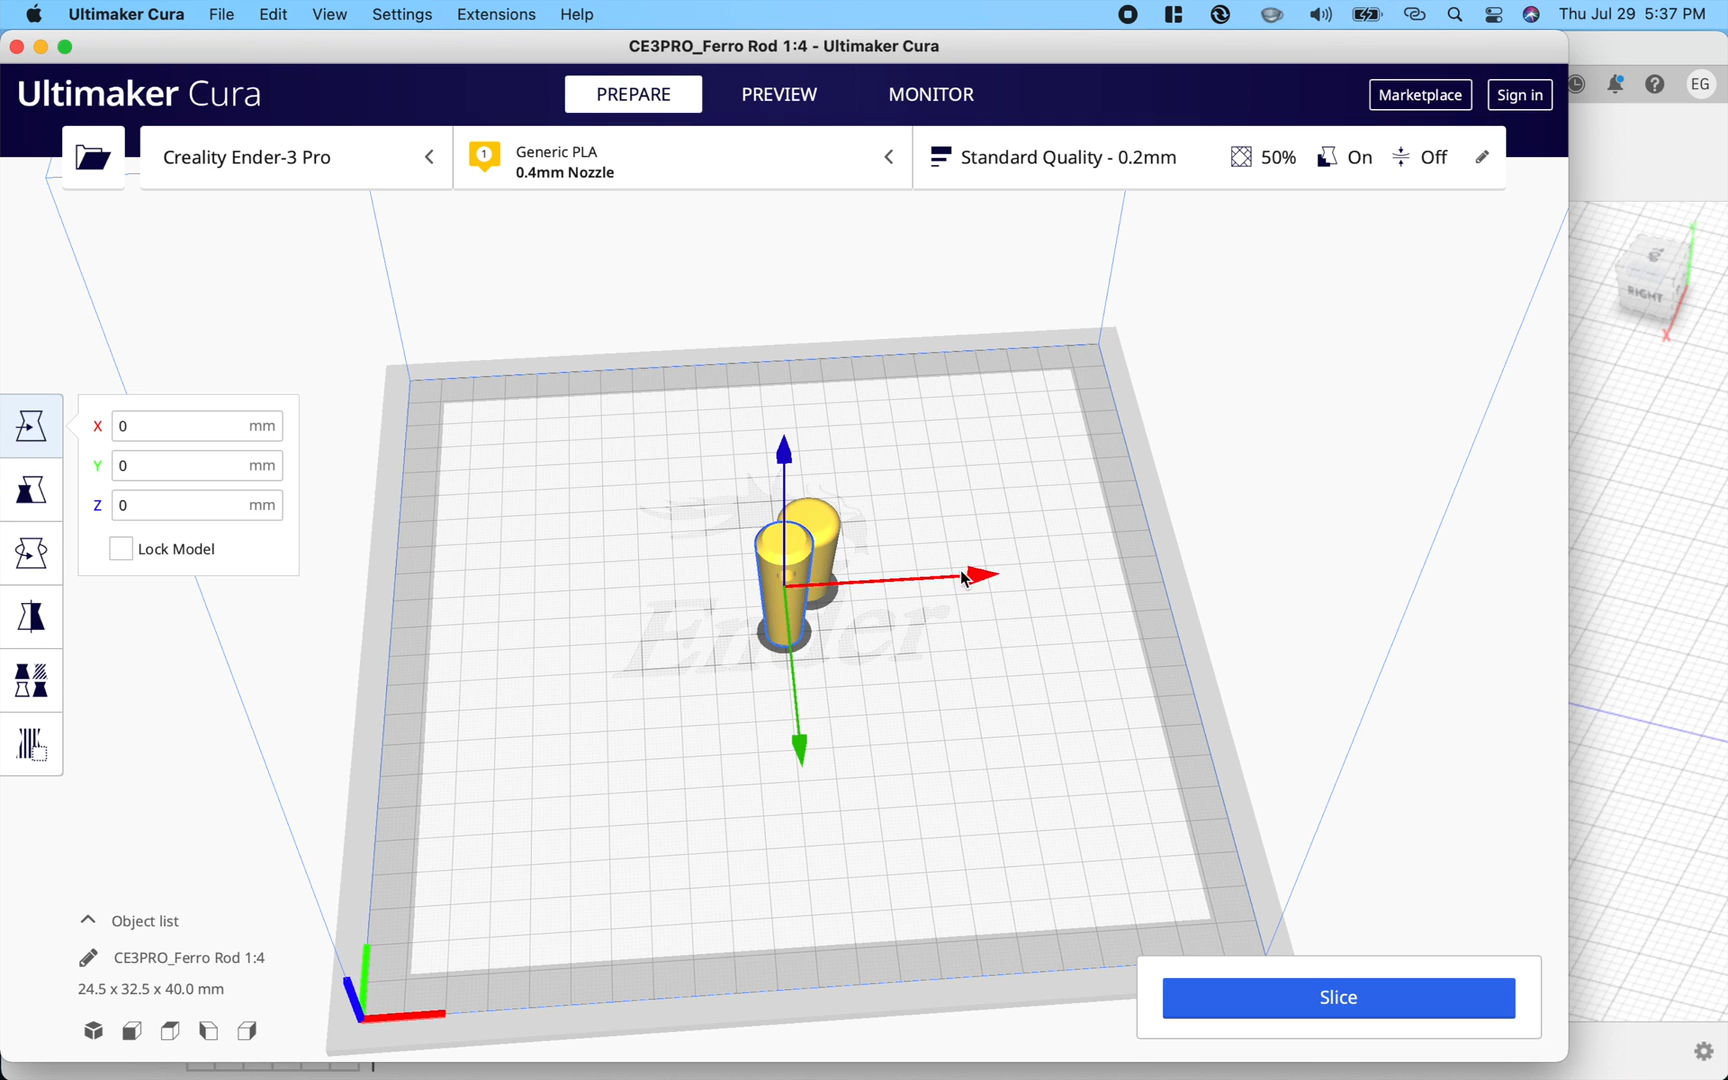 Ultimaker Cura File Edit View Settings Extensions Help Thu Jul 29 5:37 PM
CE3PRO_Ferro Rod 1:4 - Ultimaker Cura
Ultimaker Cura PREPARE PREVIEW MONITOR Marketplace Sign in EG
Creality Ender-3 Pro
1 Generic PLA
0.4mm Nozzle
Standard Quality - 0.2mm 50% On Off
RIGHT
X
X 0 mm
Y 0 mm
Z 0 mm
Lock Model
Ender
Object list
CE3PRO_Ferro Rod 1:4
24.5 x 32.5 x 40.0 mm
Slice